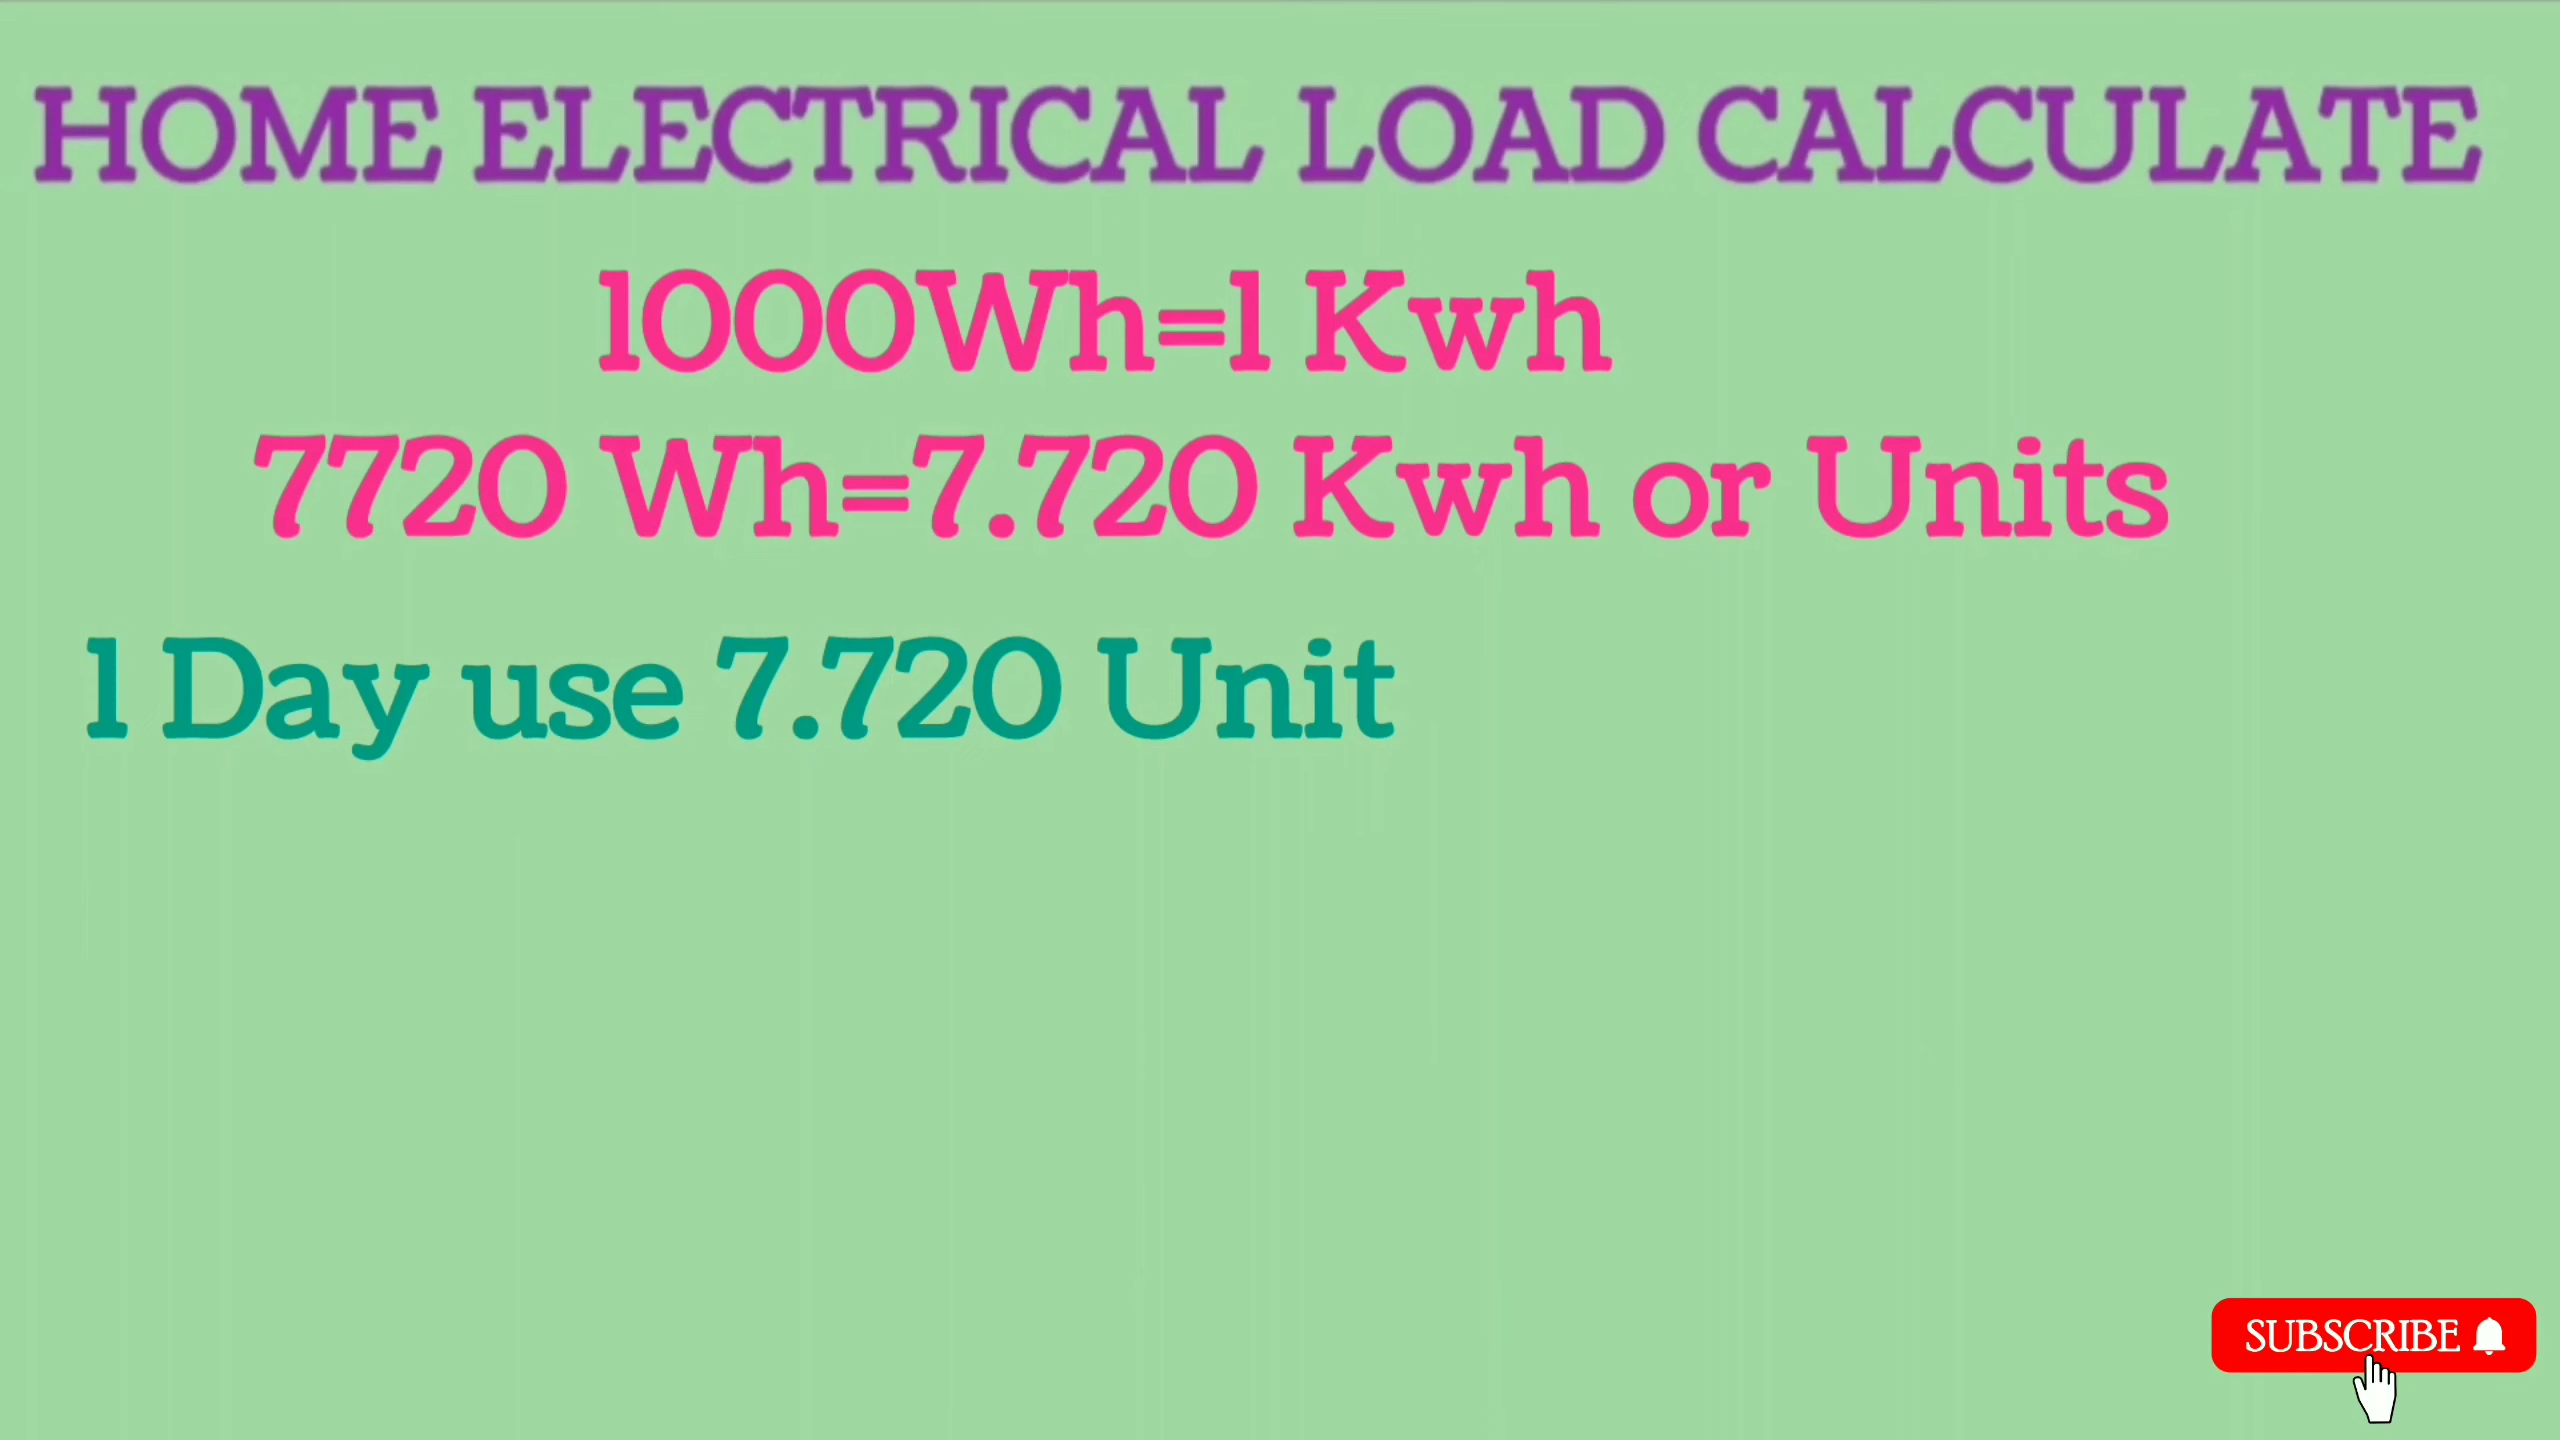 HOME ELECTRICAL LOAD CALCULATE
1000Wh=1 Kwh
7720 Wh=7.720 Kwh or Units
1 Day use 7.720 Unit
SUBSCRIBE